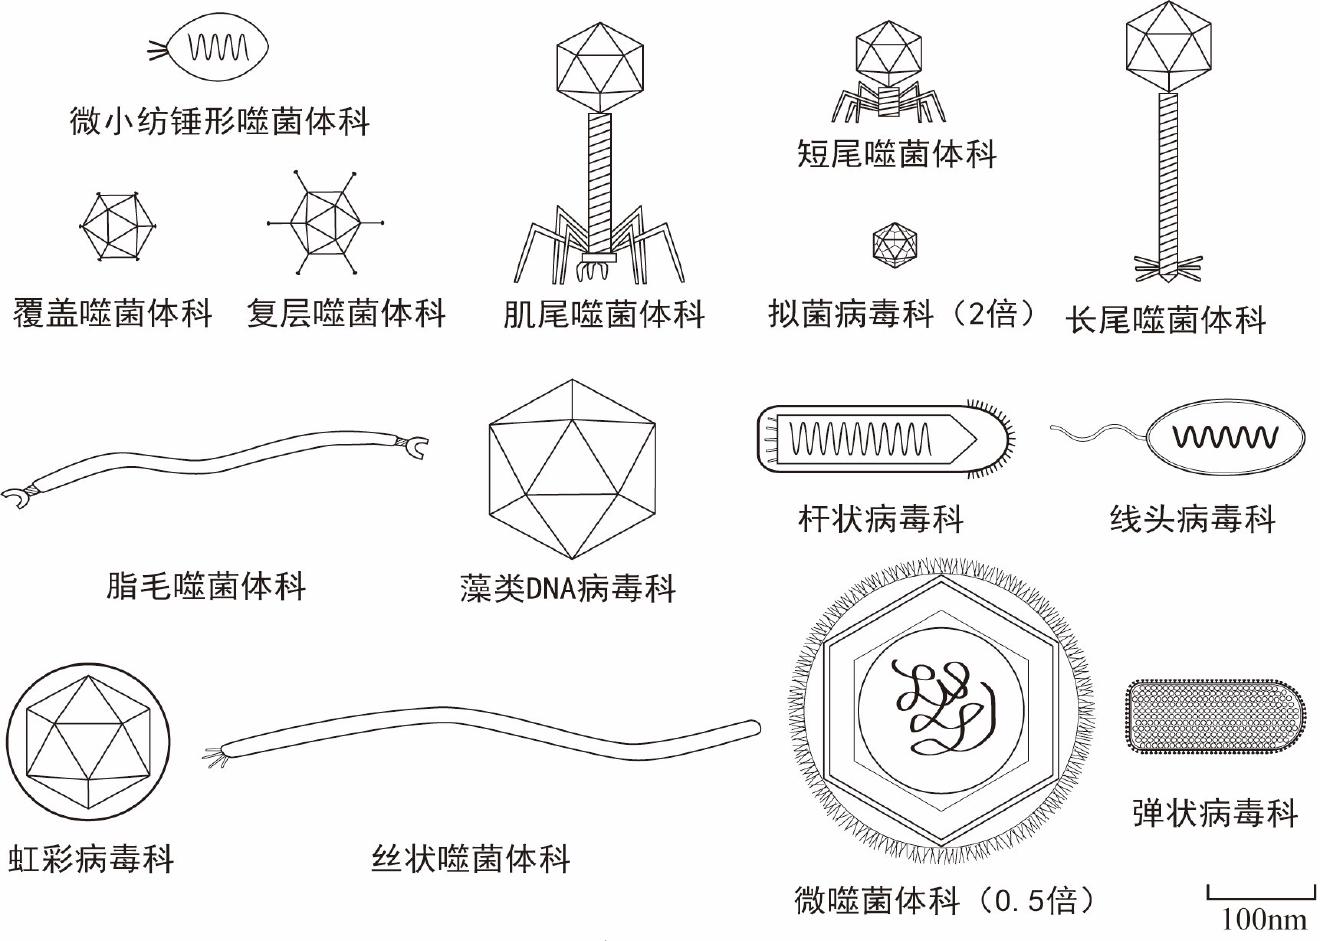 微小纺锤形噬菌体科
短尾噬菌体科
覆盖噬菌体科
复层噬菌体科
肌尾噬菌体科
拟菌病毒科（2倍）
长尾噬菌体科
脂毛噬菌体科
藻类DNA病毒科
杆状病毒科
线头病毒科
虹彩病毒科
丝状噬菌体科
微噬菌体科（0.5倍）
弹状病毒科
100nm